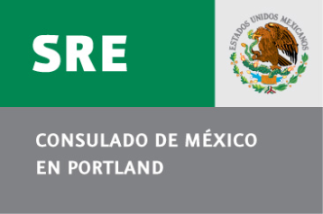 SRE
ESTADOS UNIDOS MEXICANOS
CONSULADO DE MÉXICO
EN PORTLAND